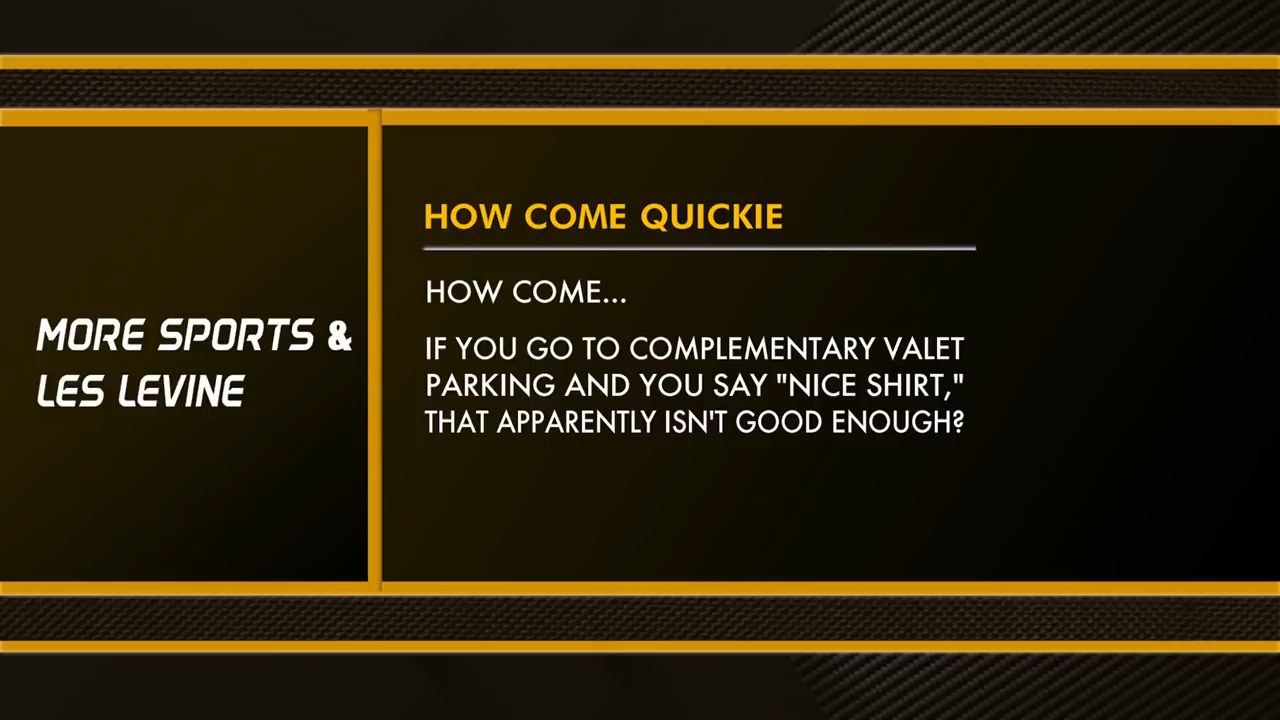 MORE SPORTS &
LES LEVINE
HOW COME QUICKIE
HOW COME...
IF YOU GO TO COMPLEMENTARY VALET
PARKING AND YOU SAY "NICE SHIRT,"
THAT APPARENTLY ISN'T GOOD ENOUGH?